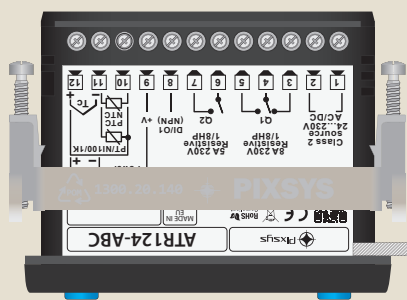 12 11 10 9 8 7 6 5 4 3 2 1
+ Tc PTC NTC
PT/NI100/1K
+V
DI/O1 (NPN)
Q2
5A 230V
Resistive
1/8HP
Q1
8A 230V
Resistive
1/8HP
24...230V AC/DC
source
Class 2
+ -
1300.20.140 PIXSYS
MADE IN EU
CE RoHS
ATR124-ABC
Pixsys